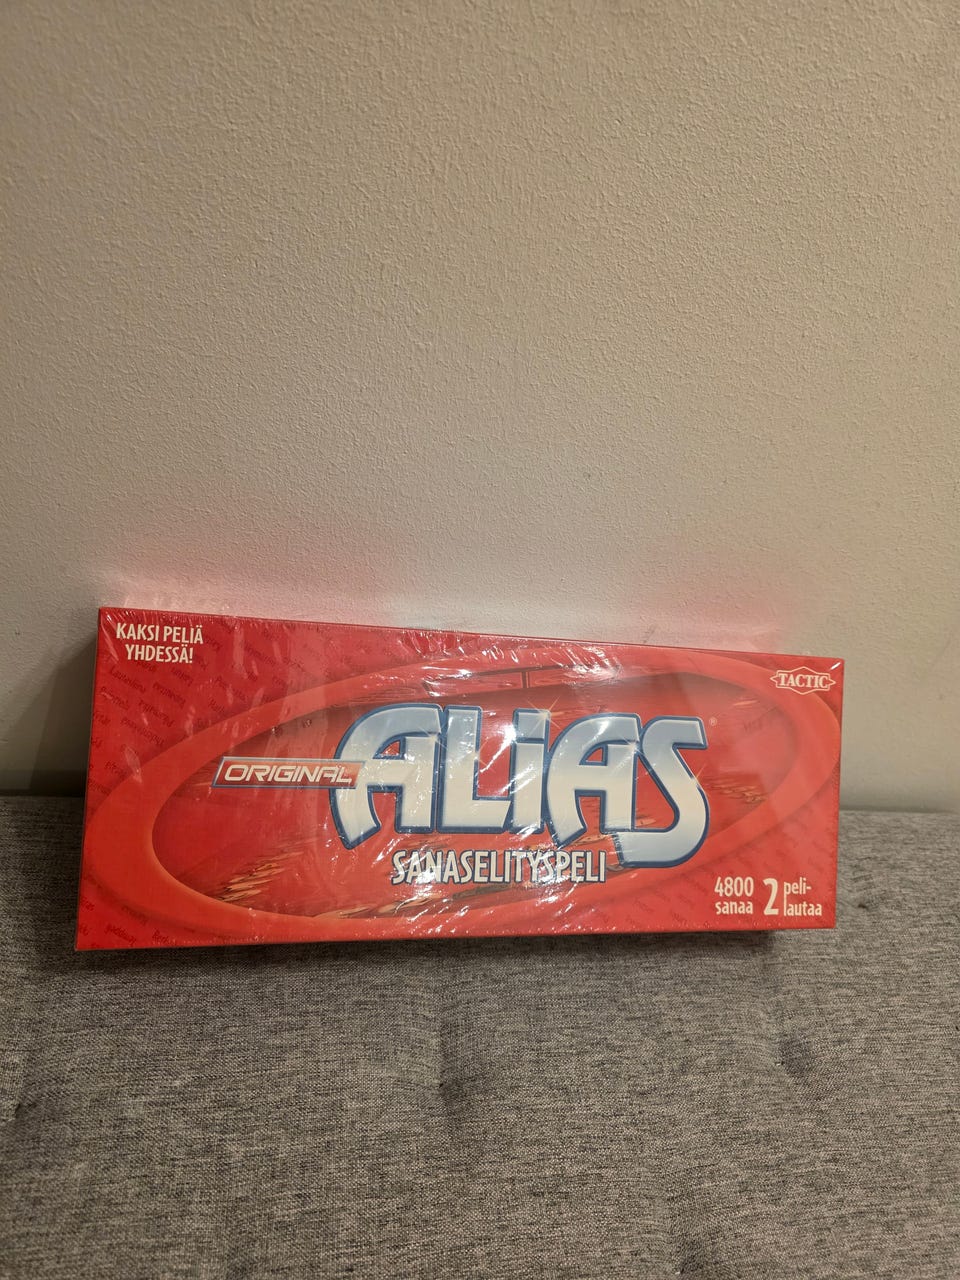 KAKSI PELIÄ
YHDESSÄ!
TACTIC
ORIGINAL
ALiAS®
SANASELITYSPELI
4800
sanaa
2 peli-
lautaa